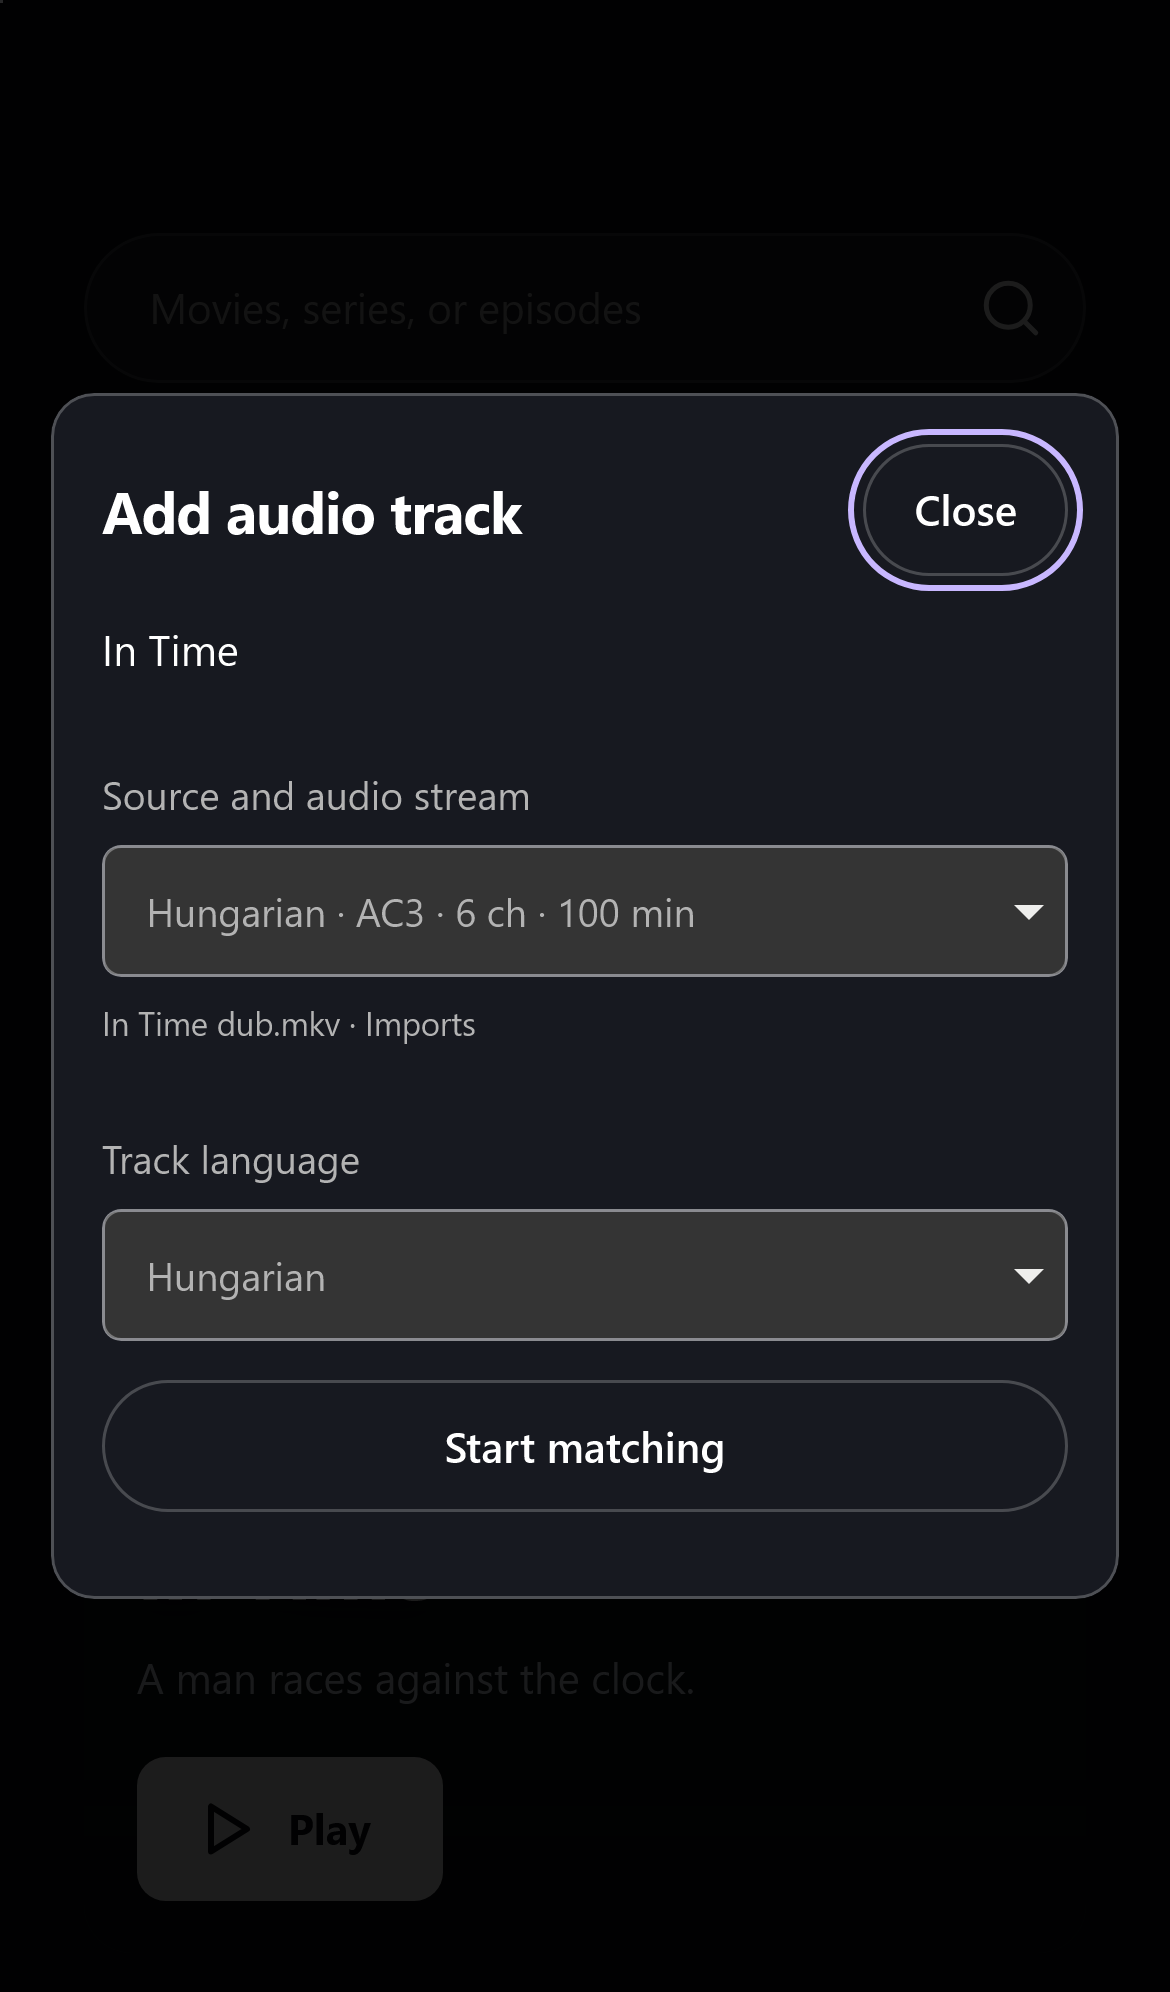 Movies, series, or episodes
Add audio track
Close
In Time
Source and audio stream
Hungarian · AC3 · 6 ch · 100 min
In Time dub.mkv · Imports
Track language
Hungarian
Start matching
A man races against the clock.
Play